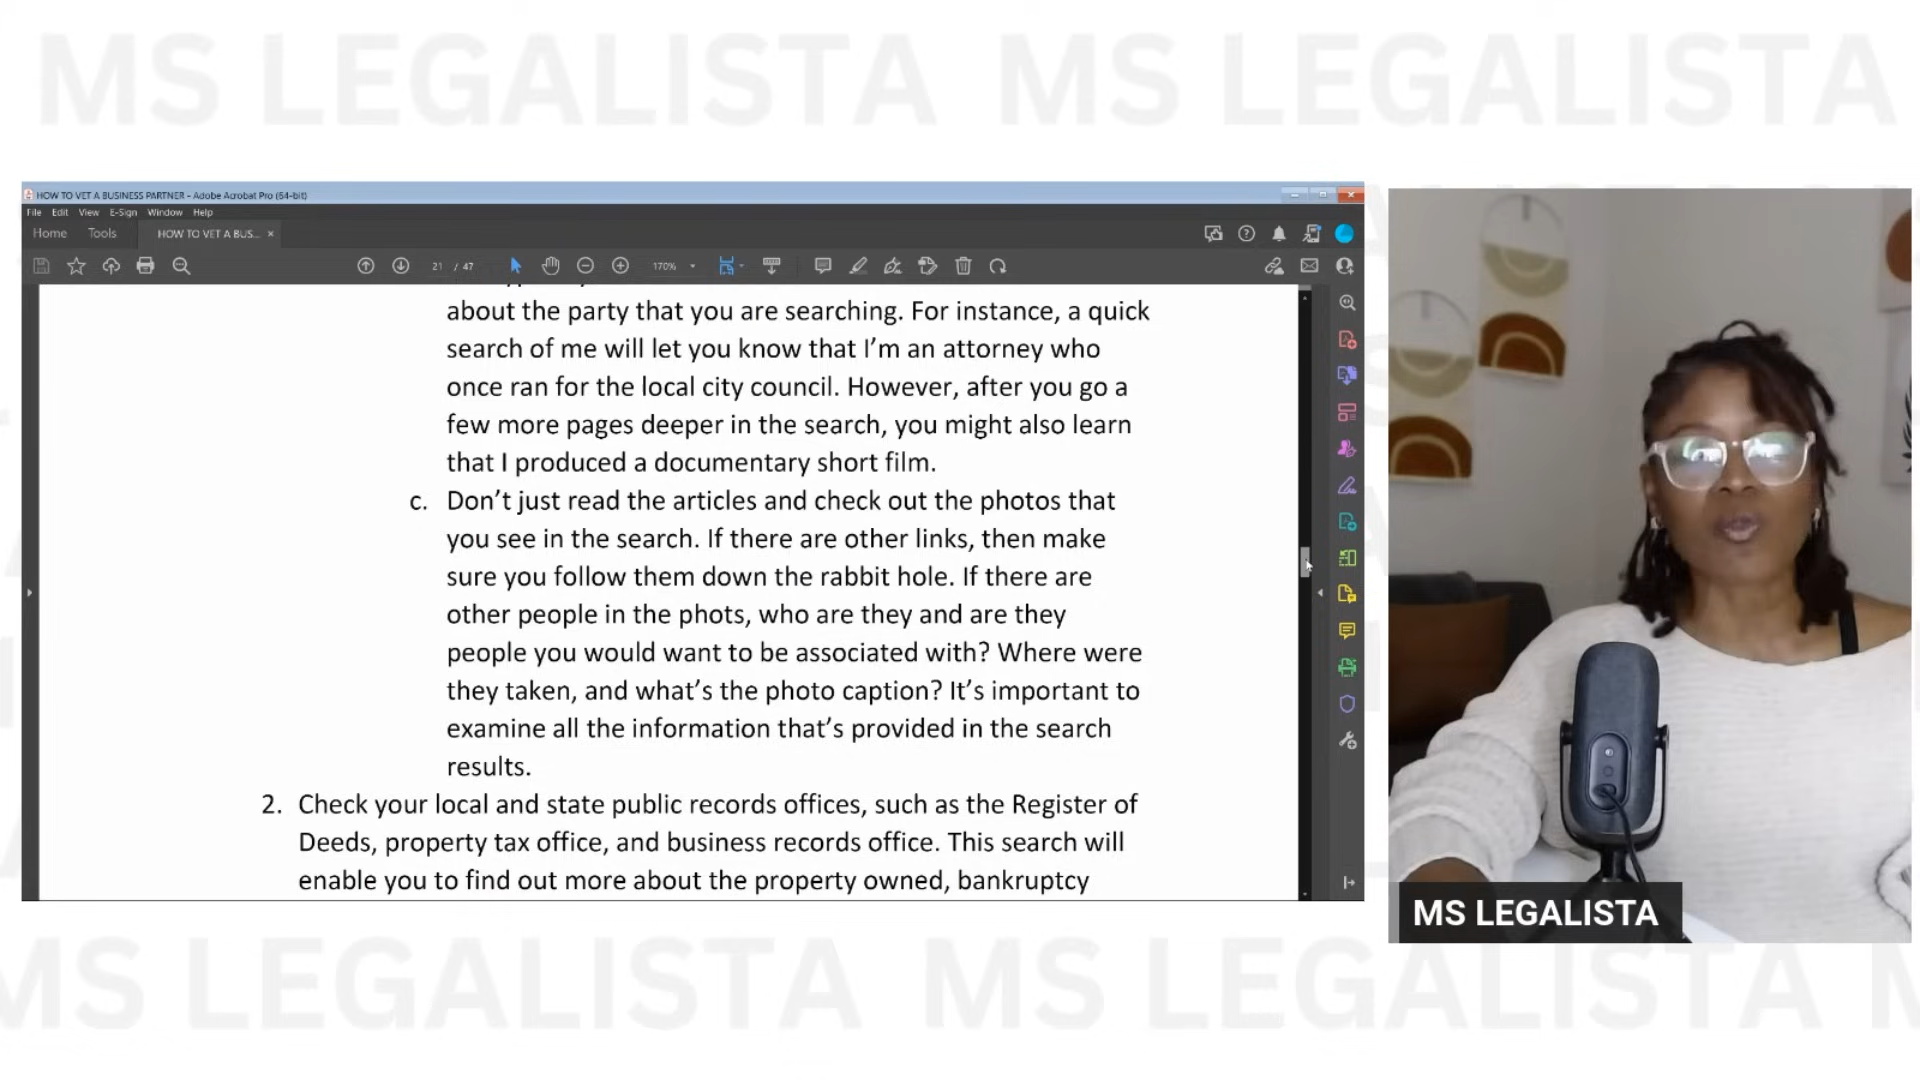 MS LEGALISTA MS LEGALISTA
HOW TO VET A BUSINESS PARTNER - Adobe Acrobat Pro (64-bit)
File Edit View E-Sign Window Help
Home Tools HOW TO VET A BUS... ×
21 / 47 170%
about the party that you are searching. For instance, a quick
search of me will let you know that I’m an attorney who
once ran for the local city council. However, after you go a
few more pages deeper in the search, you might also learn
that I produced a documentary short film.
c. Don’t just read the articles and check out the photos that
you see in the search. If there are other links, then make
sure you follow them down the rabbit hole. If there are
other people in the phots, who are they and are they
people you would want to be associated with? Where were
they taken, and what’s the photo caption? It’s important to
examine all the information that’s provided in the search
results.
2. Check your local and state public records offices, such as the Register of
Deeds, property tax office, and business records office. This search will
enable you to find out more about the property owned, bankruptcy
MS LEGALISTA
MS LEGALISTA MS LEGALISTA M